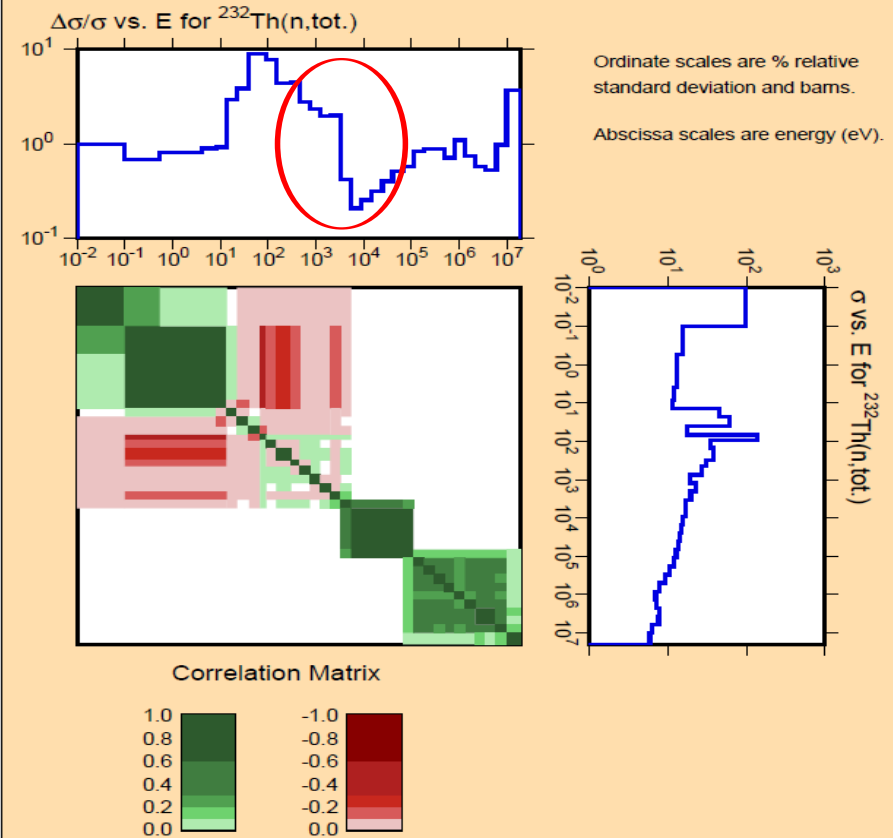 Δσ/σ vs. E for ²³²Th(n,tot.)
10¹
10⁰
10⁻¹
10⁻² 10⁻¹ 10⁰ 10¹ 10² 10³ 10⁴ 10⁵ 10⁶ 10⁷
Ordinate scales are % relative
standard deviation and barns.
Abscissa scales are energy (eV).
10⁰ 10¹ 10² 10³
10⁻²
10⁻¹
10⁰
10¹
10²
10³
10⁴
10⁵
10⁶
10⁷
σ vs. E for ²³²Th(n,tot.)
Correlation Matrix
1.0 -1.0
0.8 -0.8
0.6 -0.6
0.4 -0.4
0.2 -0.2
0.0 0.0